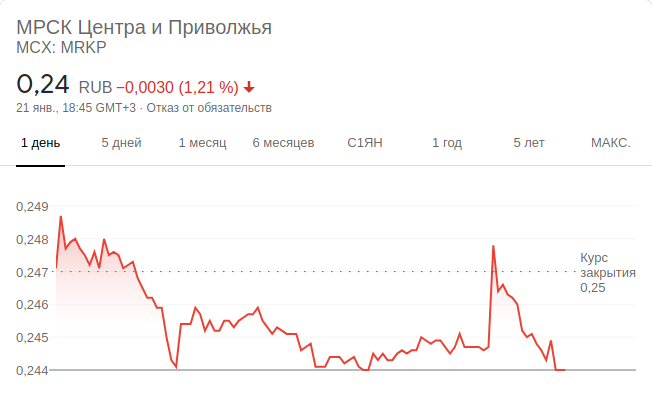 МРСК Центра и Приволжья
MCX: MRKP
0,24 RUB −0,0030 (1,21 %)
21 янв., 18:45 GMT+3 · Отказ от обязательств
1 день 5 дней 1 месяц 6 месяцев С1ЯН 1 год 5 лет МАКС.
0,249
0,248
0,247
0,246
0,245
0,244
Курс
закрытия
0,25